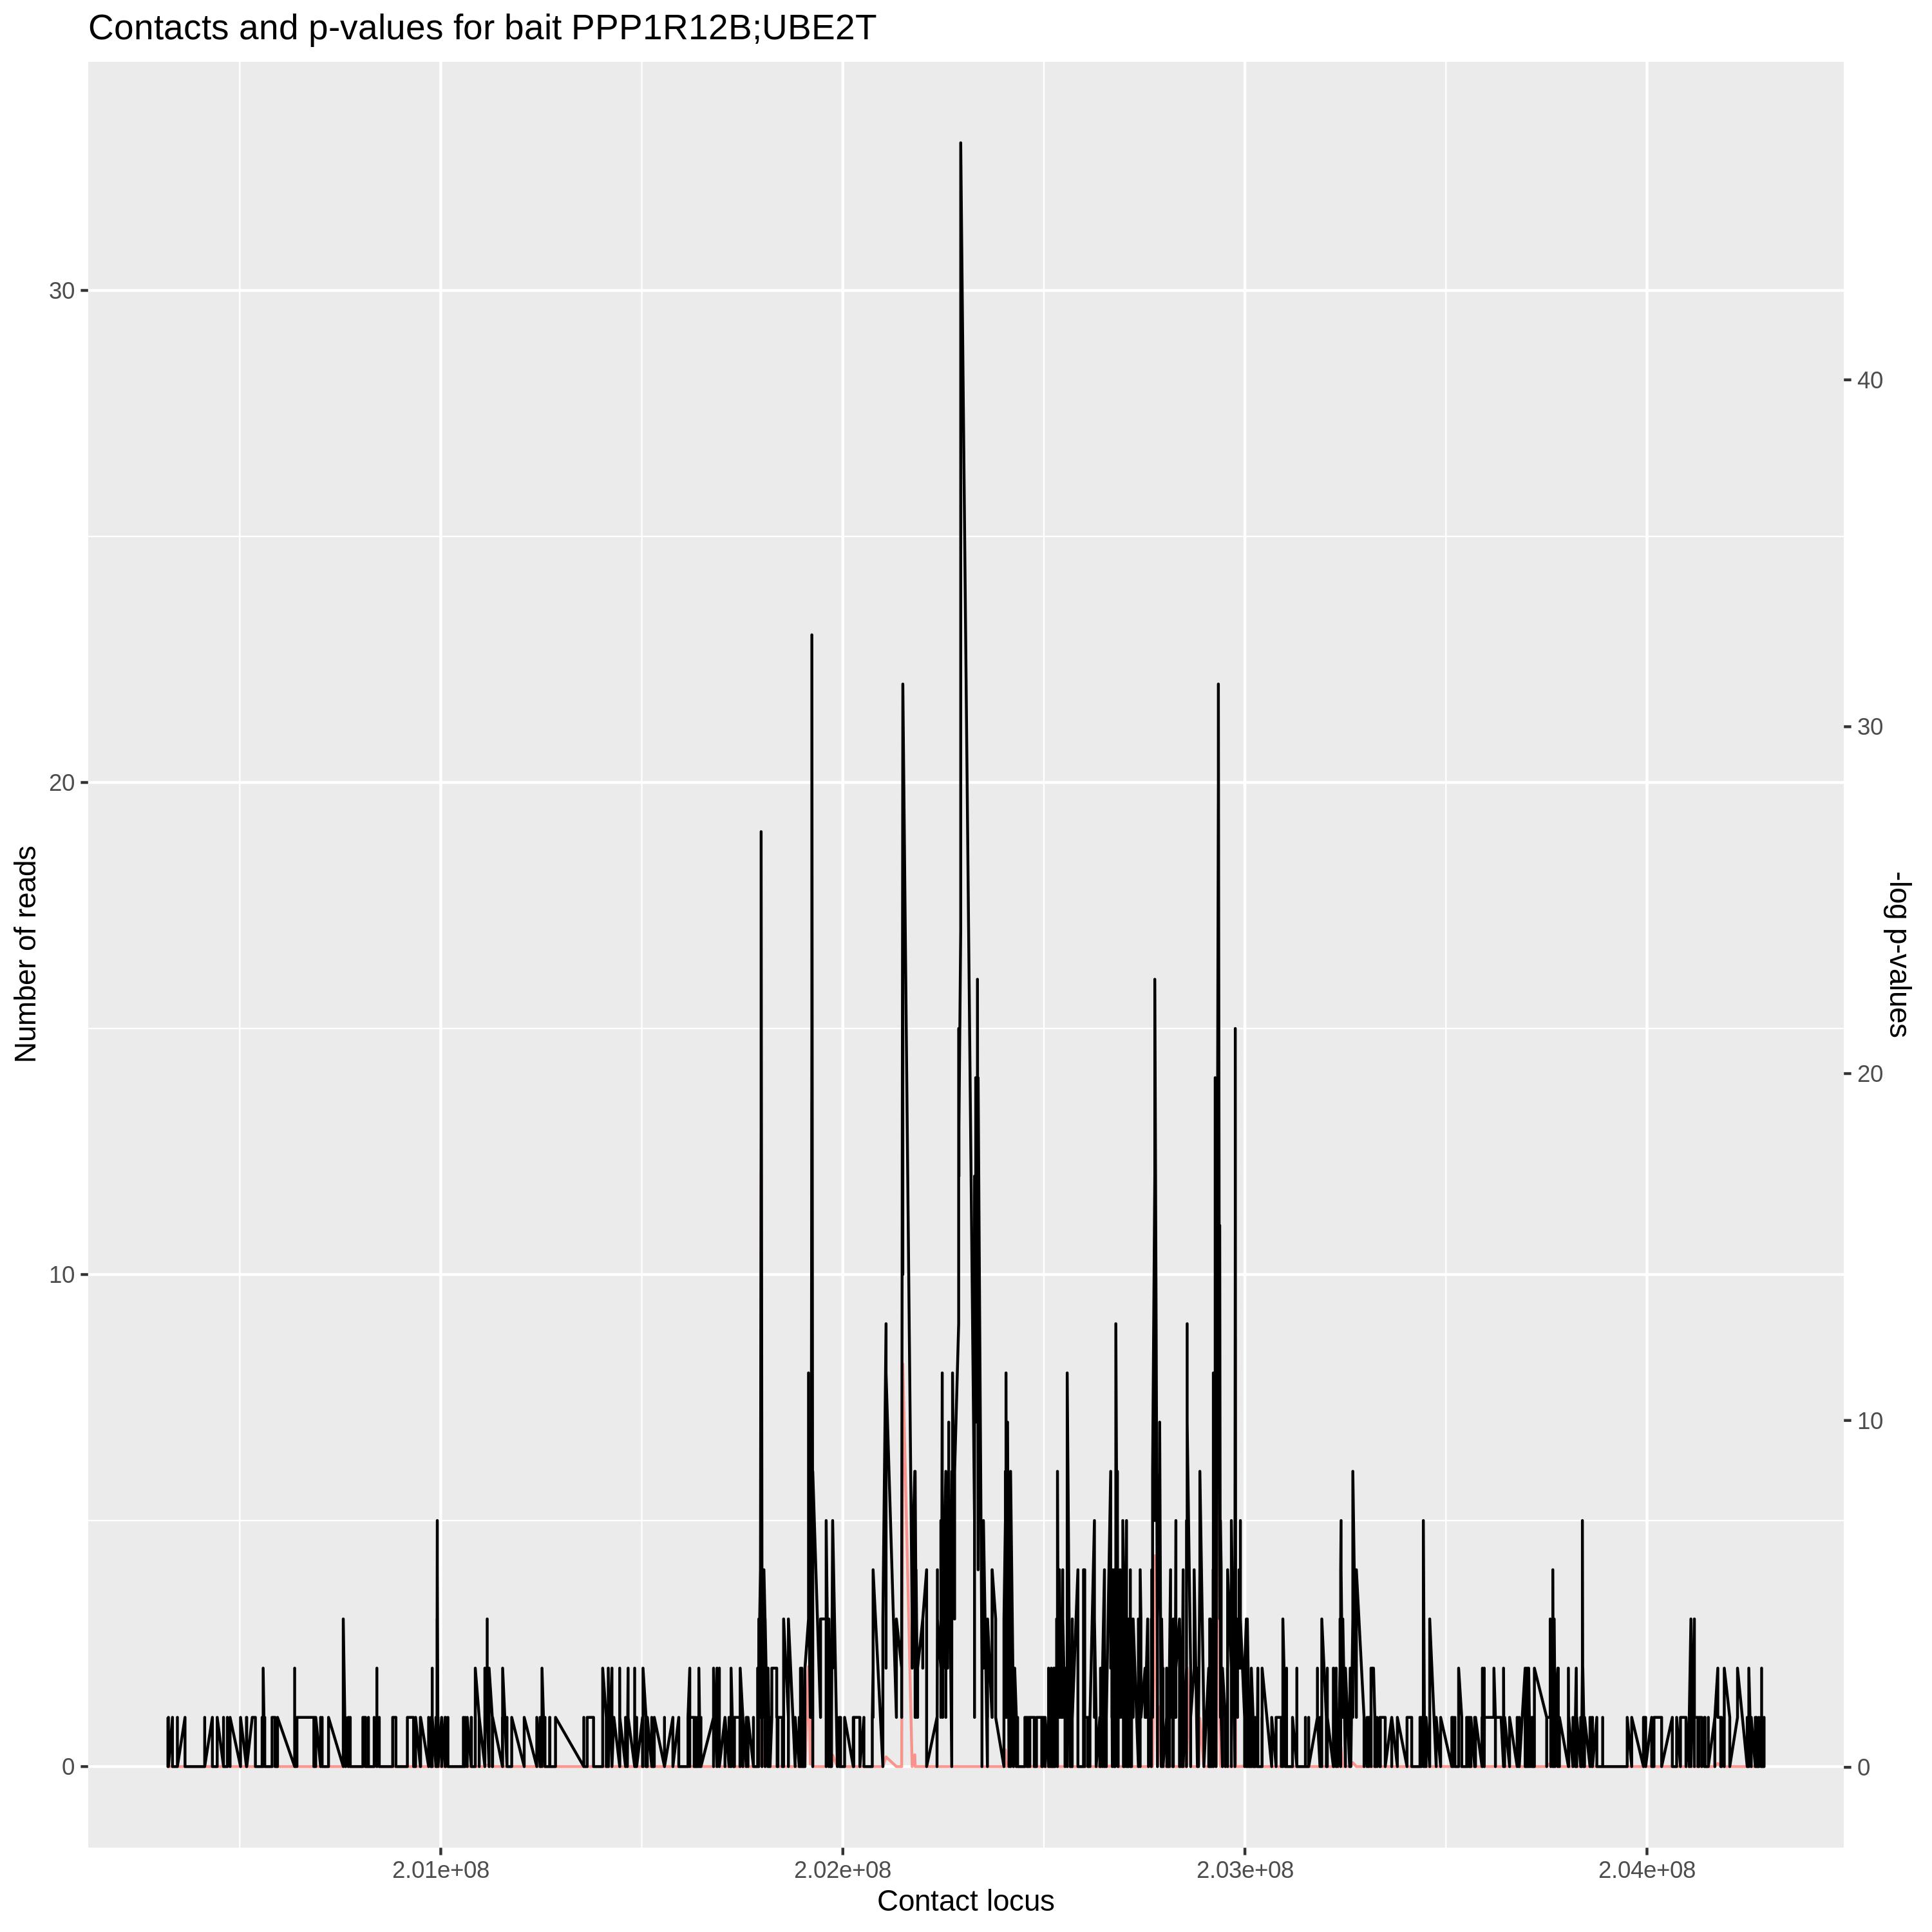 Contacts and p-values for bait PPP1R12B;UBE2T
30
20
10
0
Number of reads
40
30
20
10
0
-log p-values
2.01e+08 2.02e+08 2.03e+08 2.04e+08
Contact locus